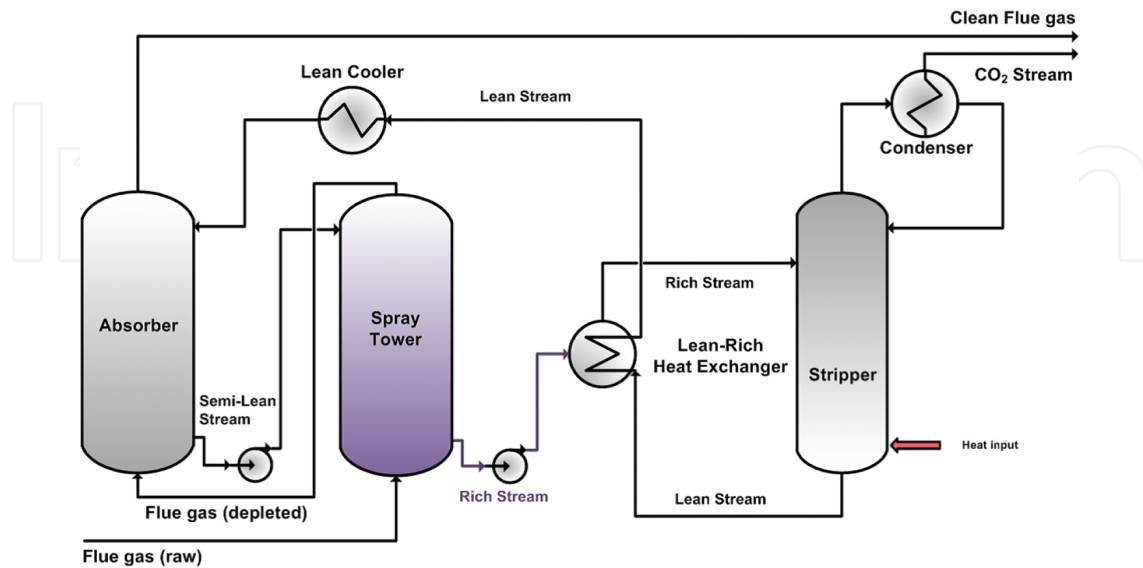 Clean Flue gas
CO₂ Stream
Lean Cooler
Lean Stream
Condenser
Absorber
Spray
Tower
Rich Stream
Lean-Rich
Heat Exchanger
Stripper
Semi-Lean
Stream
Heat input
Rich Stream
Lean Stream
Flue gas (depleted)
Flue gas (raw)